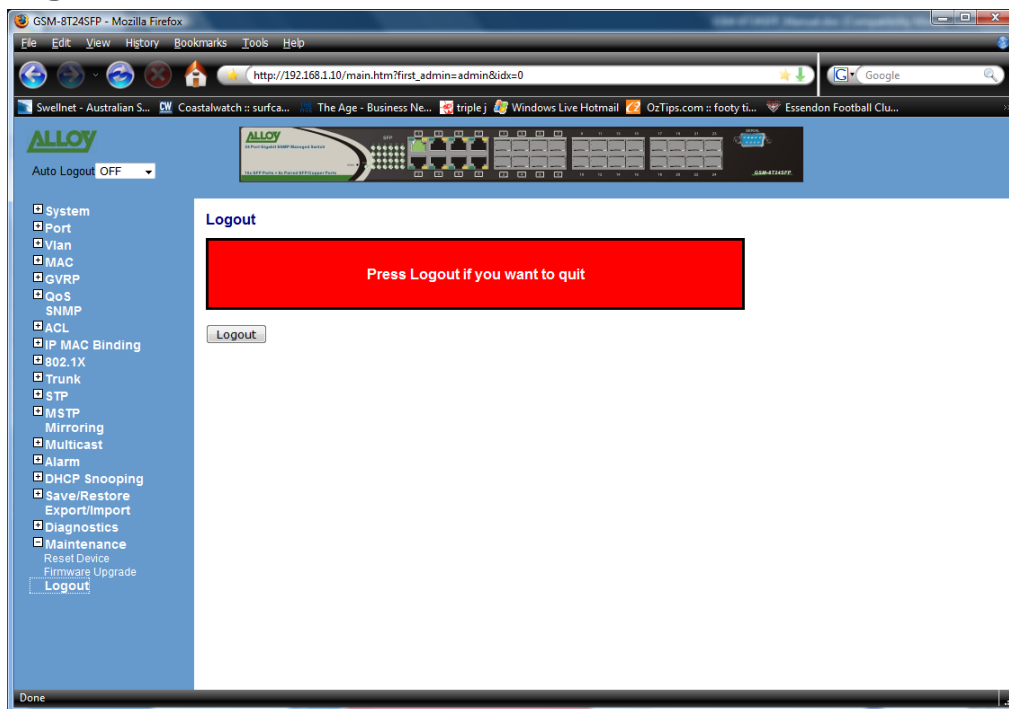 GSM-8T24SFP - Mozilla Firefox
File Edit View History Bookmarks Tools Help
http://192.168.1.10/main.htm?first_admin=admin&idx=0
Google
Swellnet - Australian S... CW Coastalwatch :: surfca... The Age - Business Ne... triple j Windows Live Hotmail OzTips.com :: footy ti... Essendon Football Clu...
ALLOY
Auto Logout OFF
ALLOY
SFP
System
Port
Vlan
MAC
GVRP
QoS
SNMP
ACL
IP MAC Binding
802.1X
Trunk
STP
MSTP
Mirroring
Multicast
Alarm
DHCP Snooping
Save/Restore
Export/Import
Diagnostics
Maintenance
Reset Device
Firmware Upgrade
Logout
Logout
Press Logout if you want to quit
Logout
Done